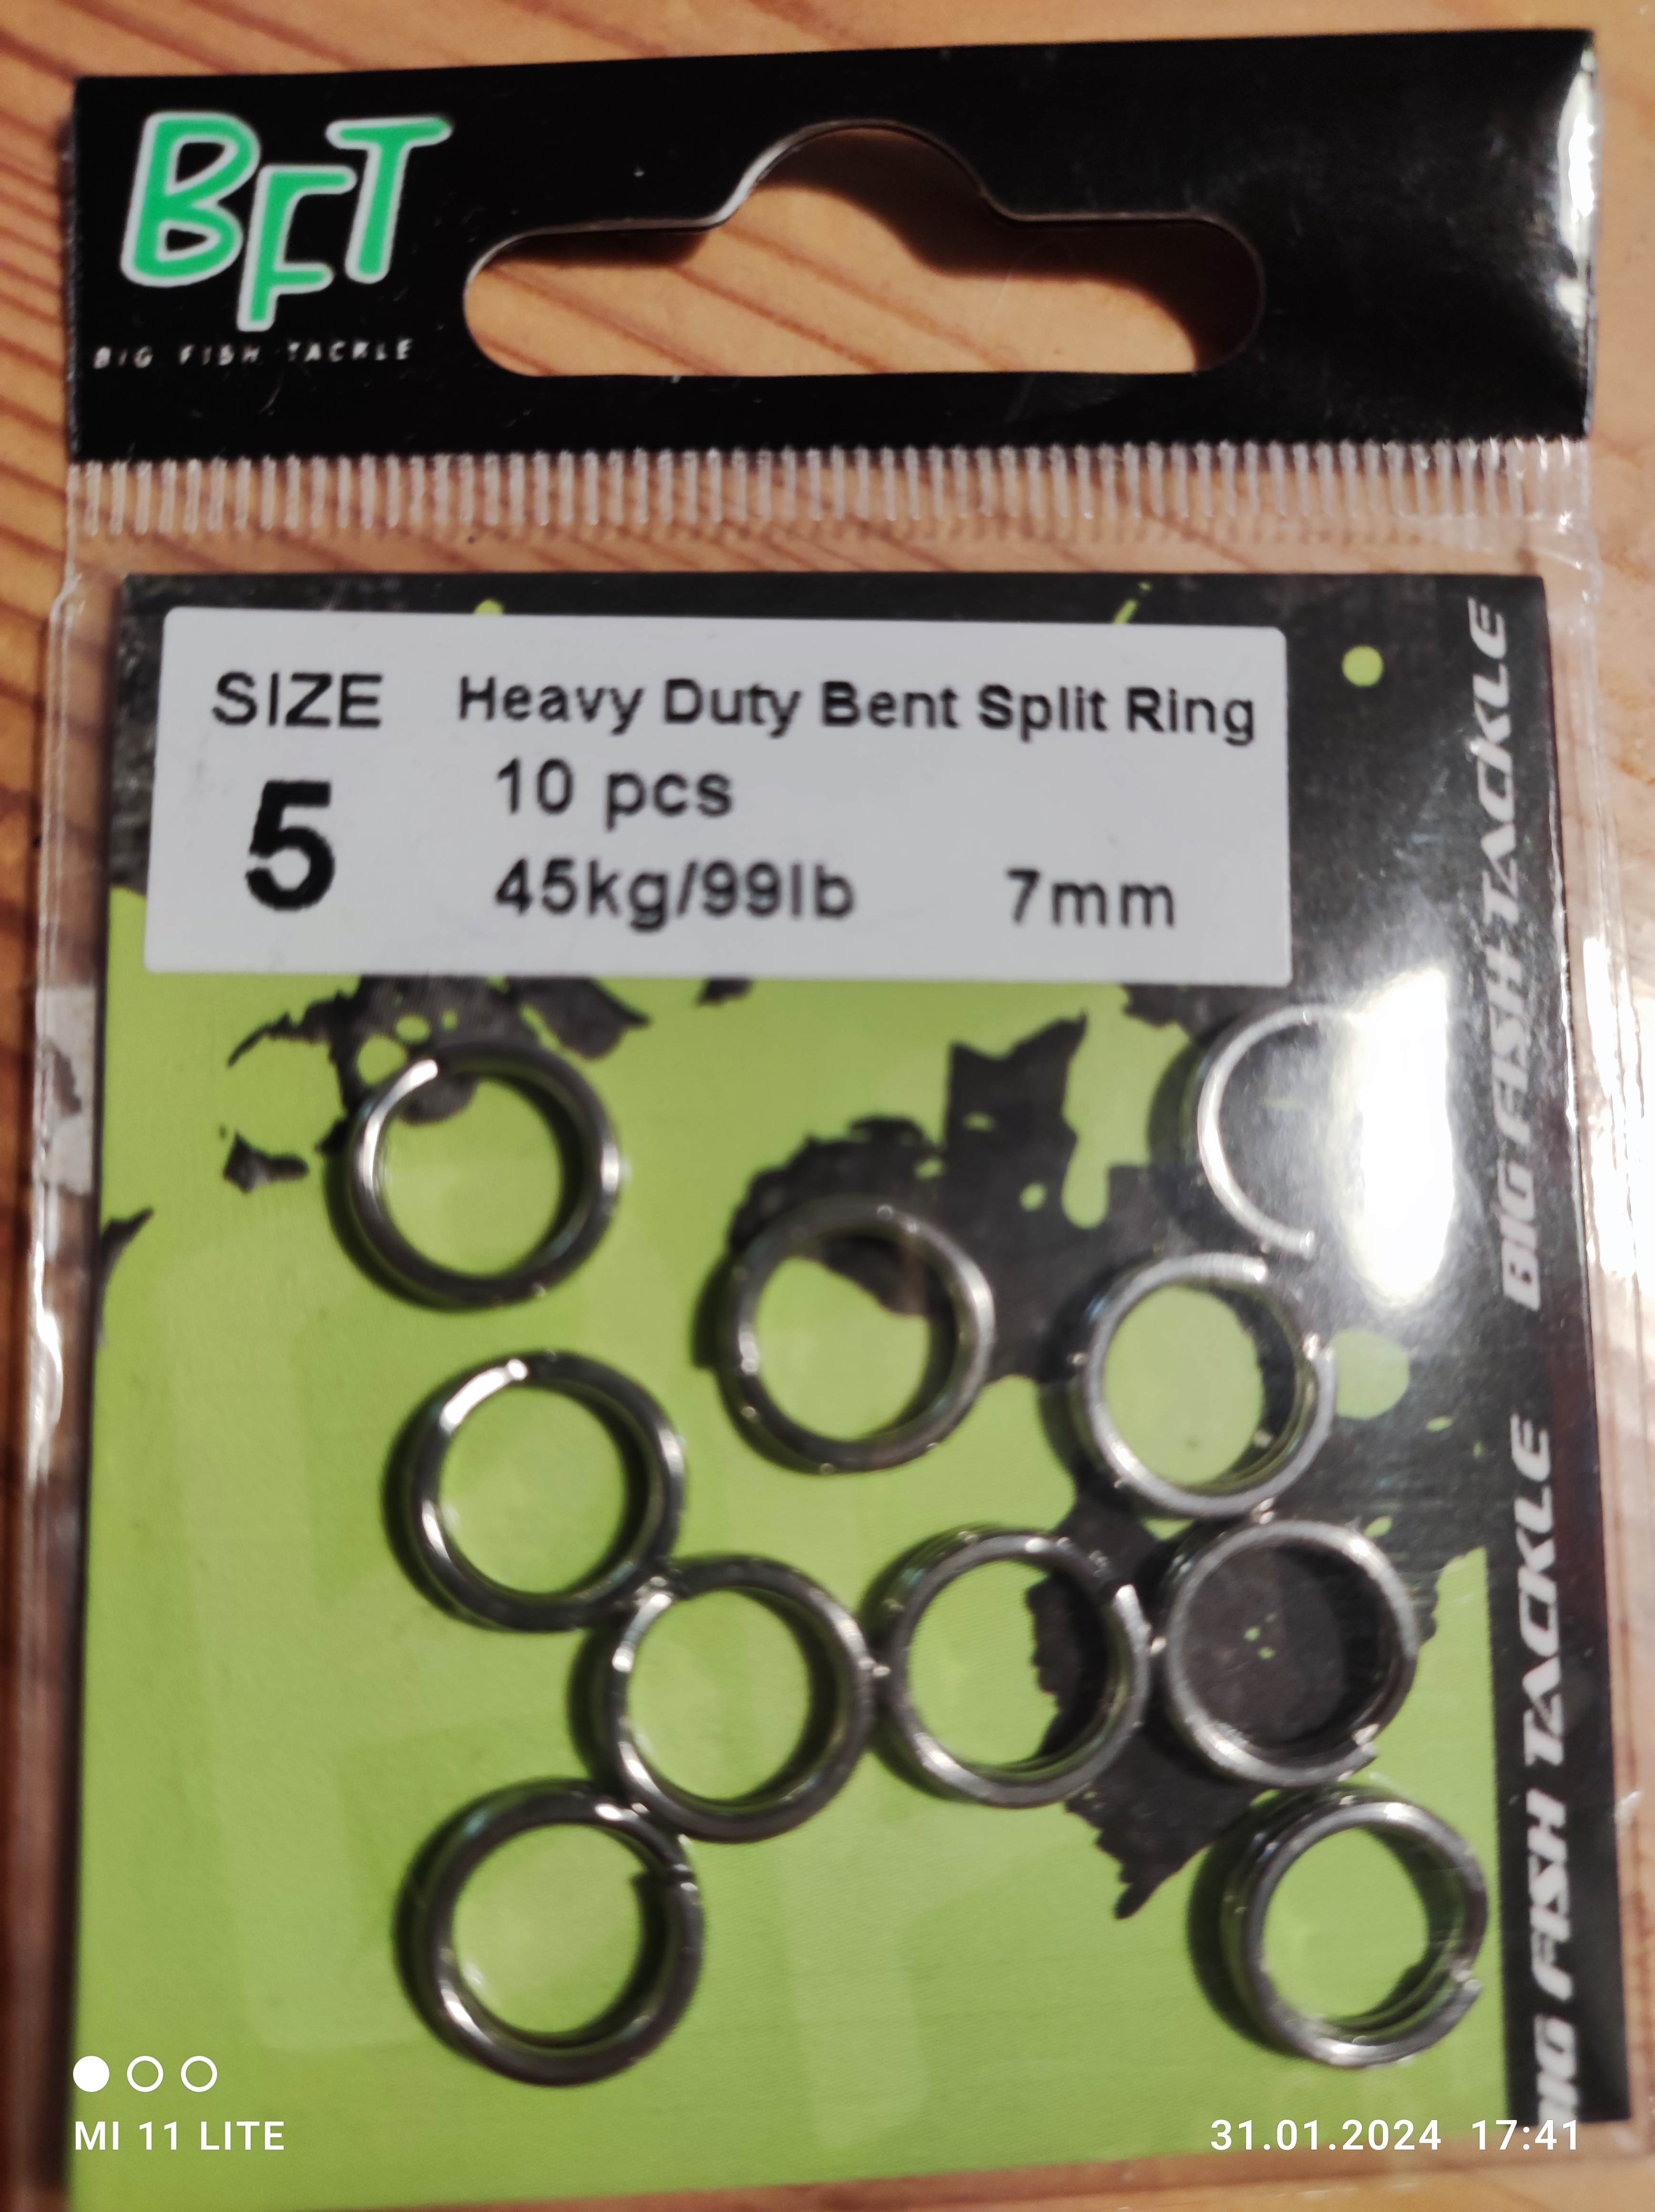 BFT
BIG FISH TACKLE
SIZE Heavy Duty Bent Split Ring
5 10 pcs
45kg/99lb 7mm
BIG FISH TACKLE
BIG FISH TACKLE
MI 11 LITE
31.01.2024 17:41